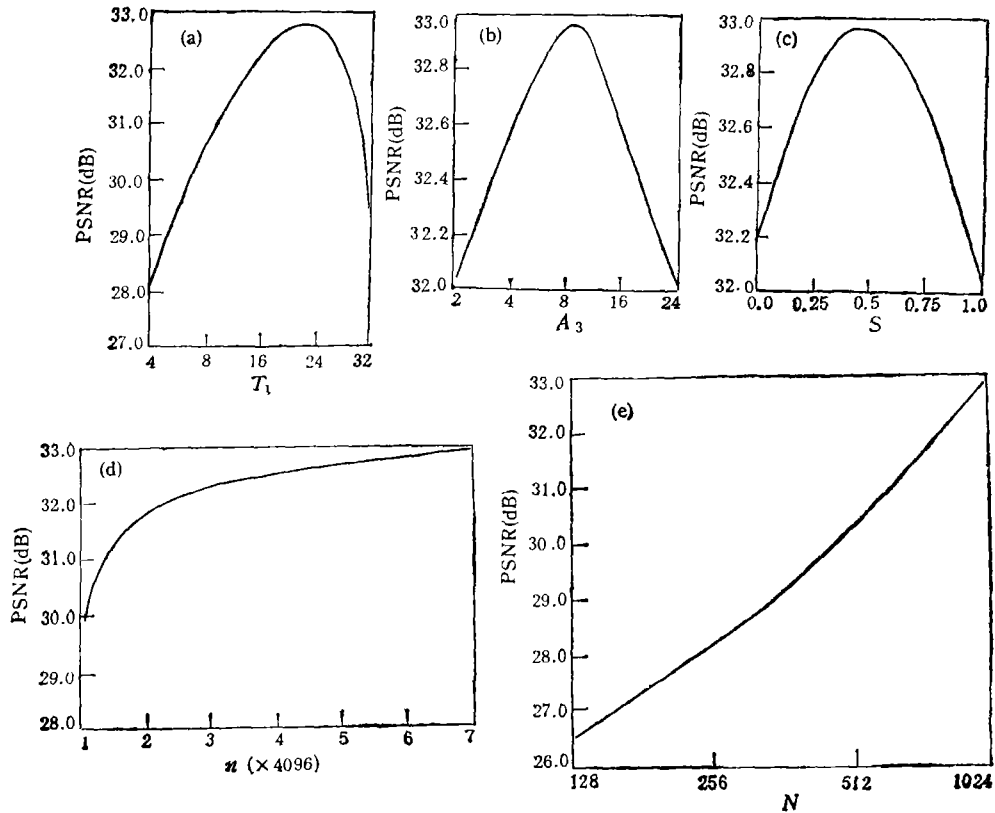 (a)
33.0
32.0
31.0
30.0
29.0
28.0
27.0
PSNR(dB)
4 8 16 24 32
T₁
(b)
33.0
32.8
32.6
32.4
32.2
32.0
PSNR(dB)
2 4 8 16 24
A₃
(c)
33.0
32.8
32.6
32.4
32.2
32.0
PSNR(dB)
0.0 0.25 0.5 0.75 1.0
S
(d)
33.0
32.0
31.0
30.0
29.0
28.0
PSNR(dB)
1 2 3 4 5 6 7
n (×4096)
(e)
33.0
32.0
31.0
30.0
29.0
28.0
27.0
26.0
PSNR(dB)
128 256 512 1024
N